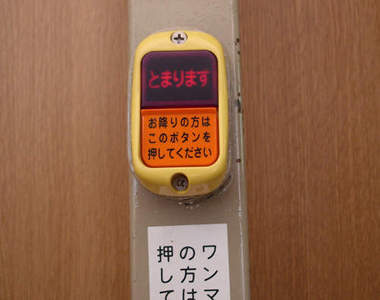 とまります
お降りの方は
このボタンを
押してください
ワンマ
の方は
押して